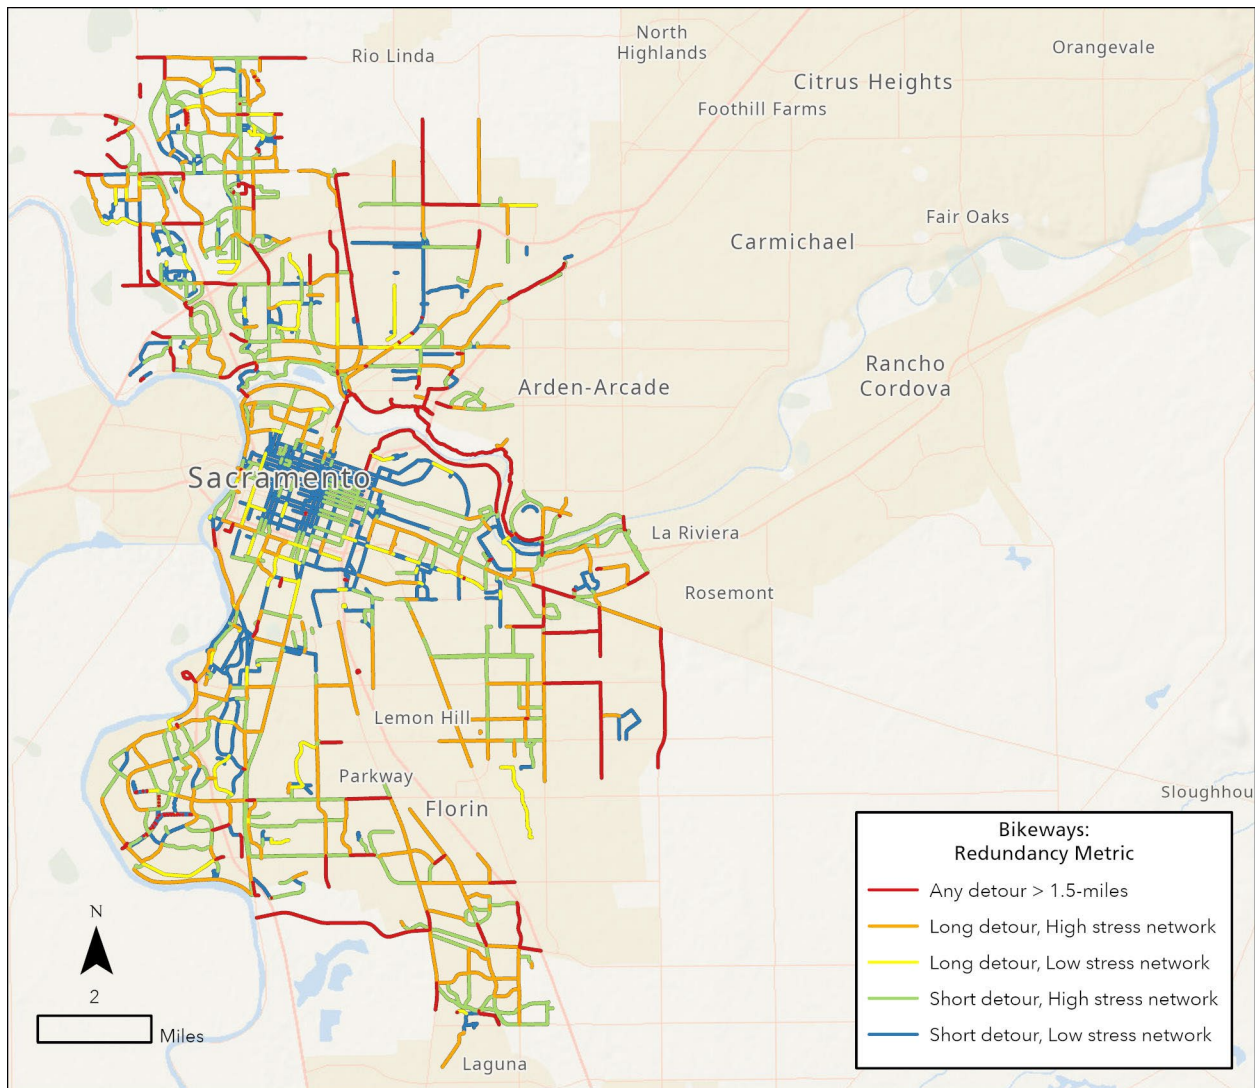 North
Highlands
Orangevale
Rio Linda
Citrus Heights
Foothill Farms
Fair Oaks
Carmichael
Rancho
Cordova
Arden-Arcade
Sacramento
La Riviera
Rosemont
Lemon Hill
Parkway
Florin
Sloughhou
Laguna
N
2
Miles
Bikeways:
Redundancy Metric
Any detour > 1.5-miles
Long detour, High stress network
Long detour, Low stress network
Short detour, High stress network
Short detour, Low stress network